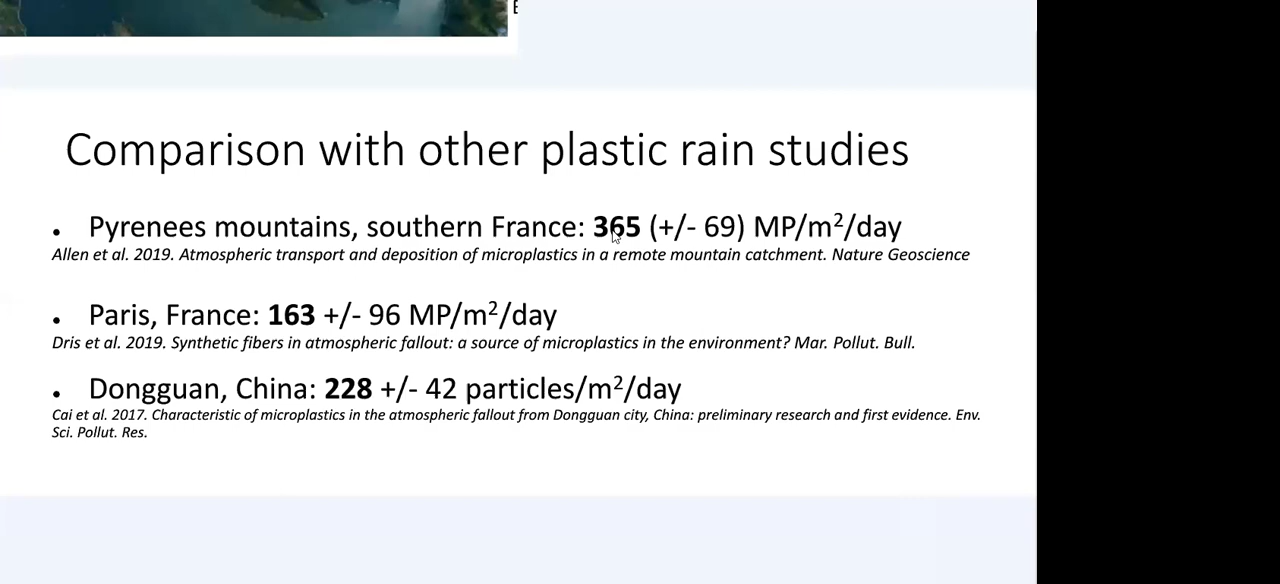 Comparison with other plastic rain studies
• Pyrenees mountains, southern France: 365 (+/- 69) MP/m²/day
Allen et al. 2019. Atmospheric transport and deposition of microplastics in a remote mountain catchment. Nature Geoscience
• Paris, France: 163 +/- 96 MP/m²/day
Dris et al. 2019. Synthetic fibers in atmospheric fallout: a source of microplastics in the environment? Mar. Pollut. Bull.
• Dongguan, China: 228 +/- 42 particles/m²/day
Cai et al. 2017. Characteristic of microplastics in the atmospheric fallout from Dongguan city, China: preliminary research and first evidence. Env.
Sci. Pollut. Res.